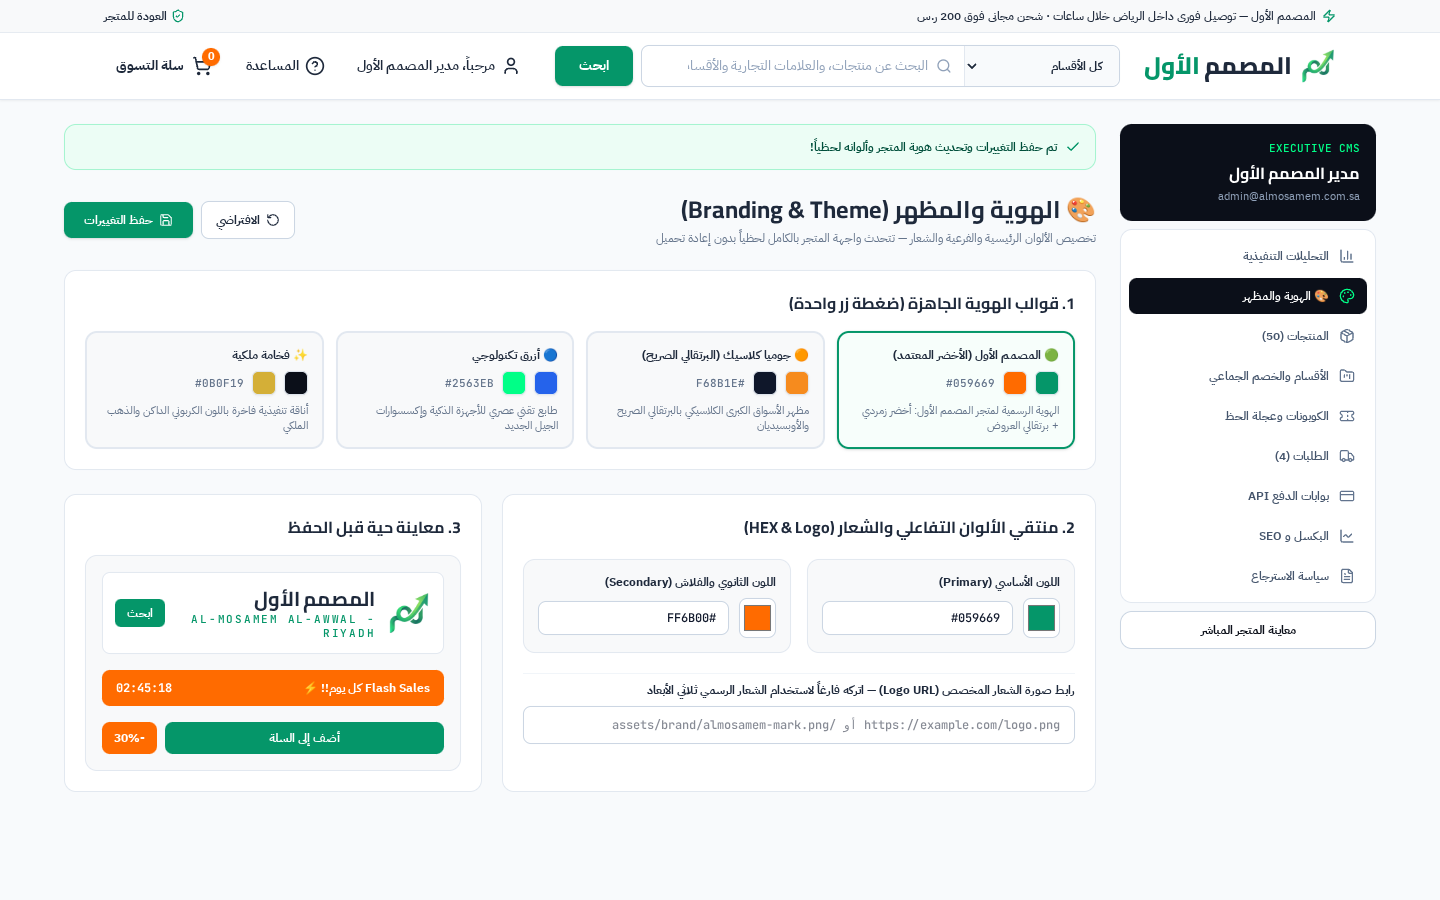 المصمم الأول — توصيل فوري داخل الرياض خلال ساعات · شحن مجاني فوق 200 ر.س
العودة للمتجر
المصمم الأول
كل الأقسام
البحث عن منتجات، والعلامات التجارية والأقسا
ابحث
مرحباً، مدير المصمم الأول
المساعدة
سلة التسوق
0
EXECUTIVE CMS
مدير المصمم الأول
admin@almosamem.com.sa
التحليلات التنفيذية
🎨 الهوية والمظهر
المنتجات (50)
الأقسام والخصم الجماعي
الكوبونات وعجلة الحظ
الطلبات (4)
بوابات الدفع API
البكسل و SEO
سياسة الاسترجاع
معاينة المتجر المباشر
تم حفظ التغييرات وتحديث هوية المتجر وألوانه لحظياً!
🎨 الهوية والمظهر (Branding & Theme)
تخصيص الألوان الرئيسية والفرعية والشعار — تتحدث واجهة المتجر بالكامل لحظياً بدون إعادة تحميل
الافتراضي
حفظ التغييرات
1. قوالب الهوية الجاهزة (ضغطة زر واحدة)
🟢 المصمم الأول (الأخضر المعتمد)
#059669
الهوية الرسمية لمتجر المصمم الأول: أخضر زمردي
+ برتقالي العروض
🟠 جوميا كلاسيك (البرتقالي الصريح)
F68B1E#
مظهر الأسواق الكبرى الكلاسيكي بالبرتقالي الصريح
والأوبسيديان
🔵 أزرق تكنولوجي
#2563EB
طابع تقني عصري للأجهزة الذكية وإكسسوارات
الجيل الجديد
✨ فخامة ملكية
#0B0F19
أناقة تنفيذية فاخرة باللون الكربوني الداكن والذهب
الملكي
2. منتقي الألوان التفاعلي والشعار (HEX & Logo)
اللون الأساسي (Primary)
#059669
اللون الثانوي والفلاش (Secondary)
FF6B00#
رابط صورة الشعار المخصص (Logo URL) — اتركه فارغاً لاستخدام الشعار الرسمي ثلاثي الأبعاد
https://example.com/logo.png أو /assets/brand/almosamem-mark.png
3. معاينة حية قبل الحفظ
المصمم الأول
AL-MOSAMEM AL-AWWAL -
RIYADH
ابحث
Flash Sales كل يوم!! ⚡
02:45:18
أضف إلى السلة
30%-